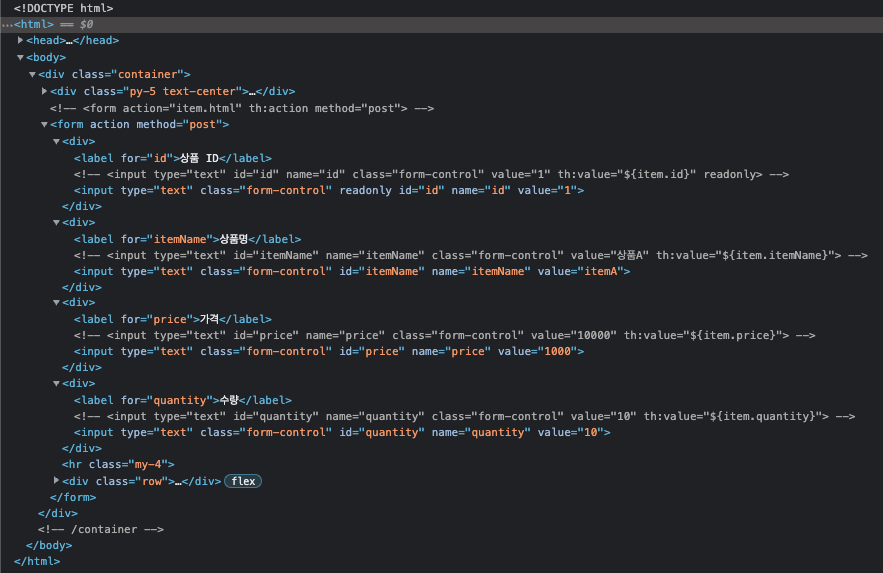 <!DOCTYPE html>
…<html> == $0
▶<head>…</head>
▼<body>
▼<div class="container">
▶<div class="py-5 text-center">…</div>
<!-- <form action="item.html" th:action method="post"> -->
▼<form action method="post">
▼<div>
<label for="id">상품 ID</label>
<!-- <input type="text" id="id" name="id" class="form-control" value="1" th:value="${item.id}" readonly> -->
<input type="text" class="form-control" readonly id="id" name="id" value="1">
</div>
▼<div>
<label for="itemName">상품명</label>
<!-- <input type="text" id="itemName" name="itemName" class="form-control" value="상품A" th:value="${item.itemName}"> -->
<input type="text" class="form-control" id="itemName" name="itemName" value="itemA">
</div>
▼<div>
<label for="price">가격</label>
<!-- <input type="text" id="price" name="price" class="form-control" value="10000" th:value="${item.price}"> -->
<input type="text" class="form-control" id="price" name="price" value="1000">
</div>
▼<div>
<label for="quantity">수량</label>
<!-- <input type="text" id="quantity" name="quantity" class="form-control" value="10" th:value="${item.quantity}"> -->
<input type="text" class="form-control" id="quantity" name="quantity" value="10">
</div>
<hr class="my-4">
▶<div class="row">…</div> flex
</form>
</div>
<!-- /container -->
</body>
</html>